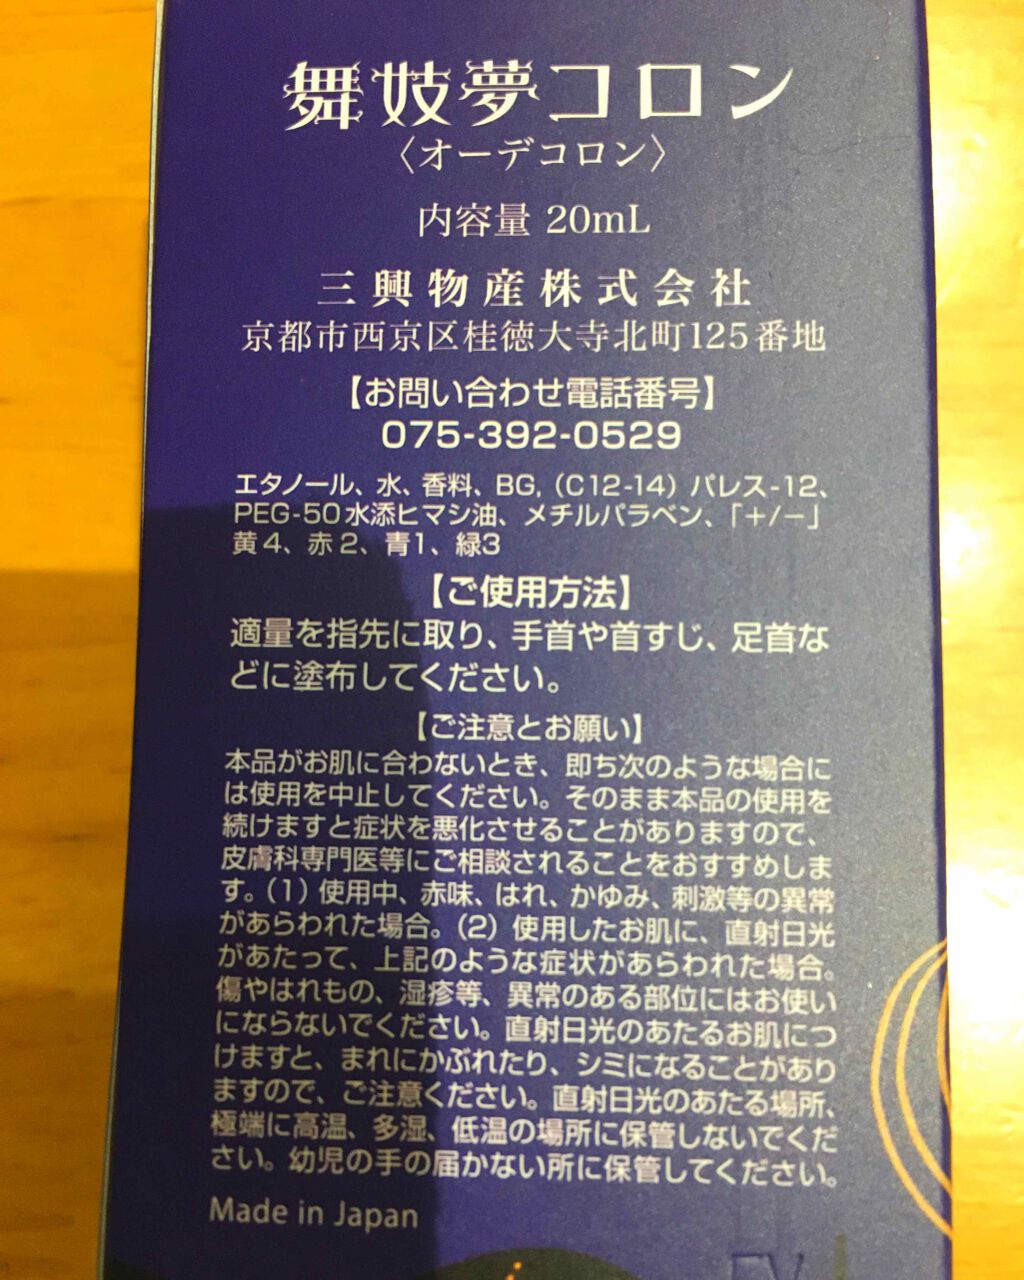 舞妓夢コロン
〈オーデコロン〉
内容量 20mL
三興物産株式会社
京都市西京区桂徳大寺北町125番地
【お問い合わせ電話番号】
075-392-0529
エタノール、水、香料、BG,（C12-14）パレス-12、
PEG-50水添ヒマシ油、メチルパラベン、「+/−」
黄4、赤2、青1、緑3
【ご使用方法】
適量を指先に取り、手首や首すじ、足首な
どに塗布してください。
【ご注意とお願い】
本品がお肌に合わないとき、即ち次のような場合に
は使用を中止してください。そのまま本品の使用を
続けますと症状を悪化させることがありますので、
皮膚科専門医等にご相談されることをおすすめしま
す。（1）使用中、赤味、はれ、かゆみ、刺激等の異常
があらわれた場合。（2）使用したお肌に、直射日光
があたって、上記のような症状があらわれた場合。
傷やはれもの、湿疹等、異常のある部位にはお使い
にならないでください。直射日光のあたるお肌につ
けますと、まれにかぶれたり、シミになることがあり
ますので、ご注意ください。直射日光のあたる場所、
極端に高温、多湿、低温の場所に保管しないでくだ
さい。幼児の手の届かない所に保管してください。
Made in Japan